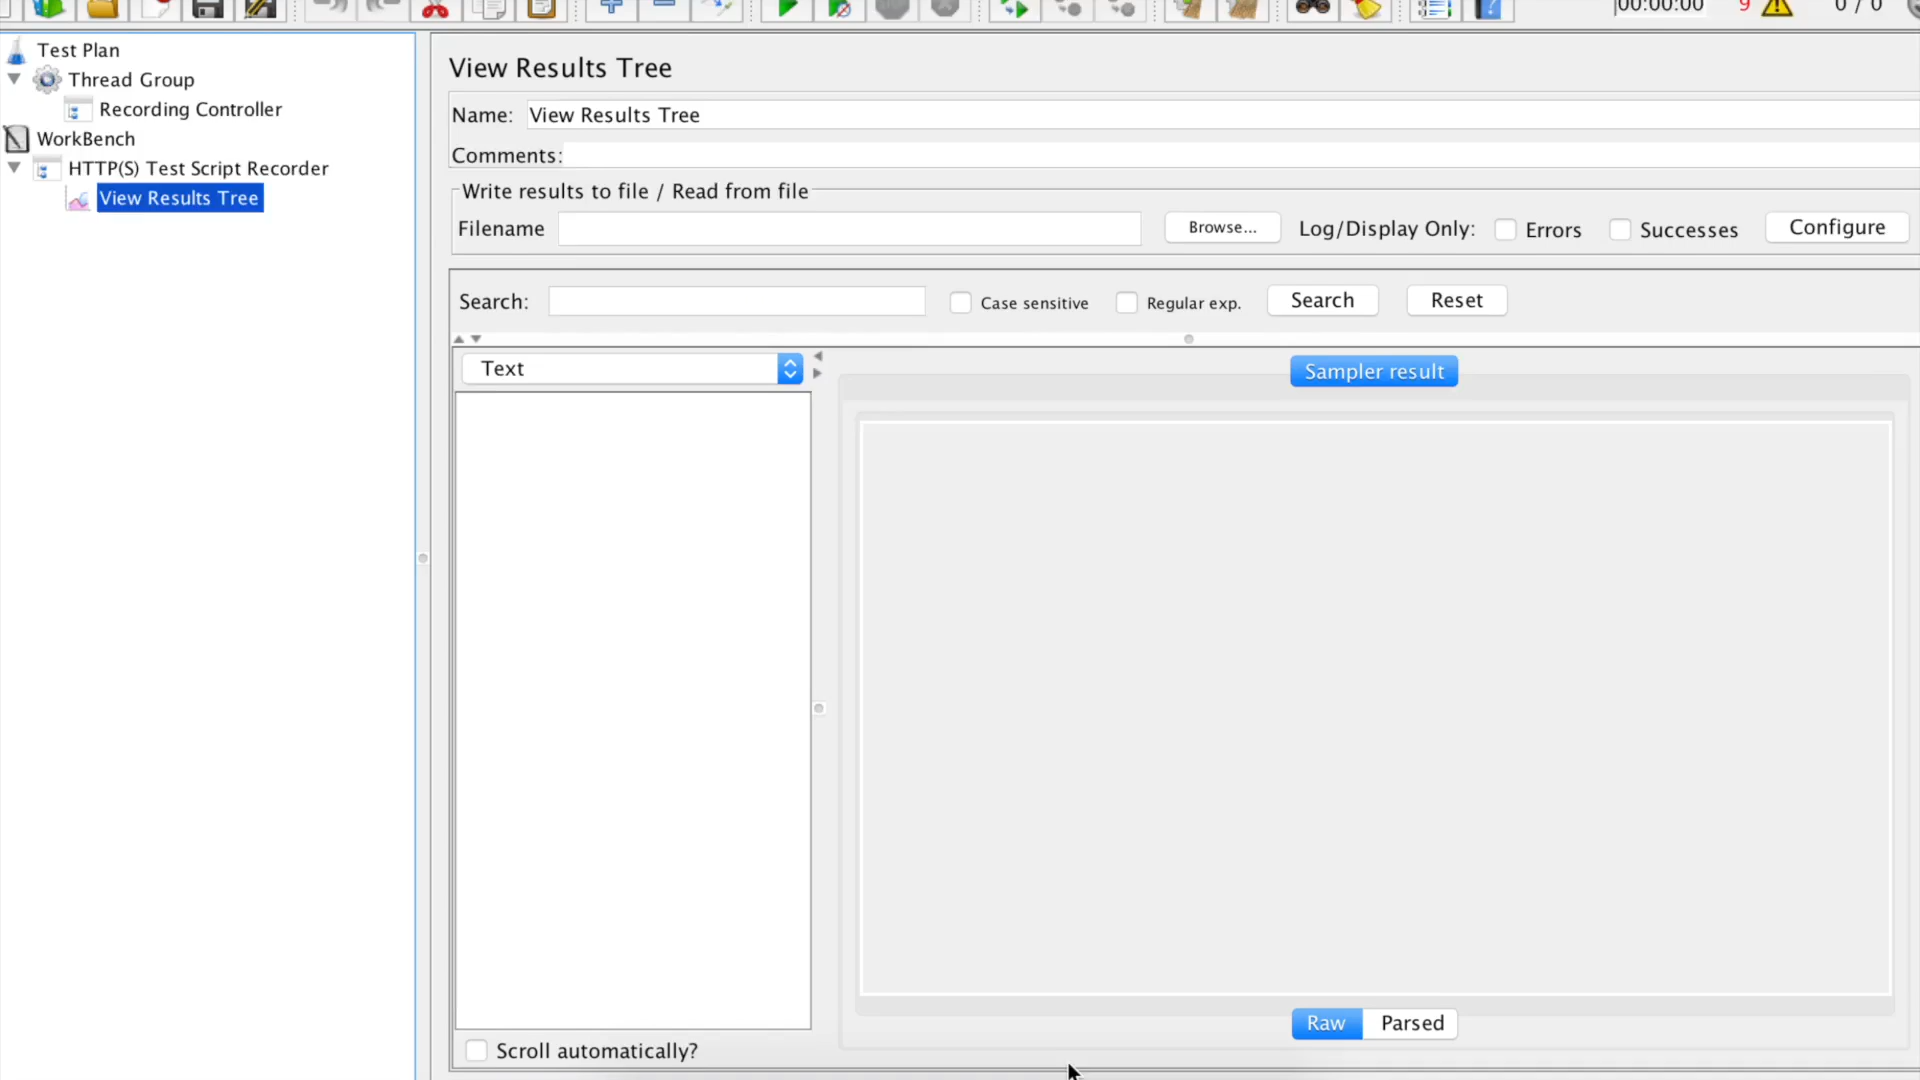 00:00:00 9 0 / 0
Test Plan
Thread Group
Recording Controller
WorkBench
HTTP(S) Test Script Recorder
View Results Tree
View Results Tree
Name: View Results Tree
Comments:
Write results to file / Read from file
Filename Browse... Log/Display Only: Errors Successes Configure
Search: Case sensitive Regular exp. Search Reset
Text
Sampler result
Raw Parsed
Scroll automatically?